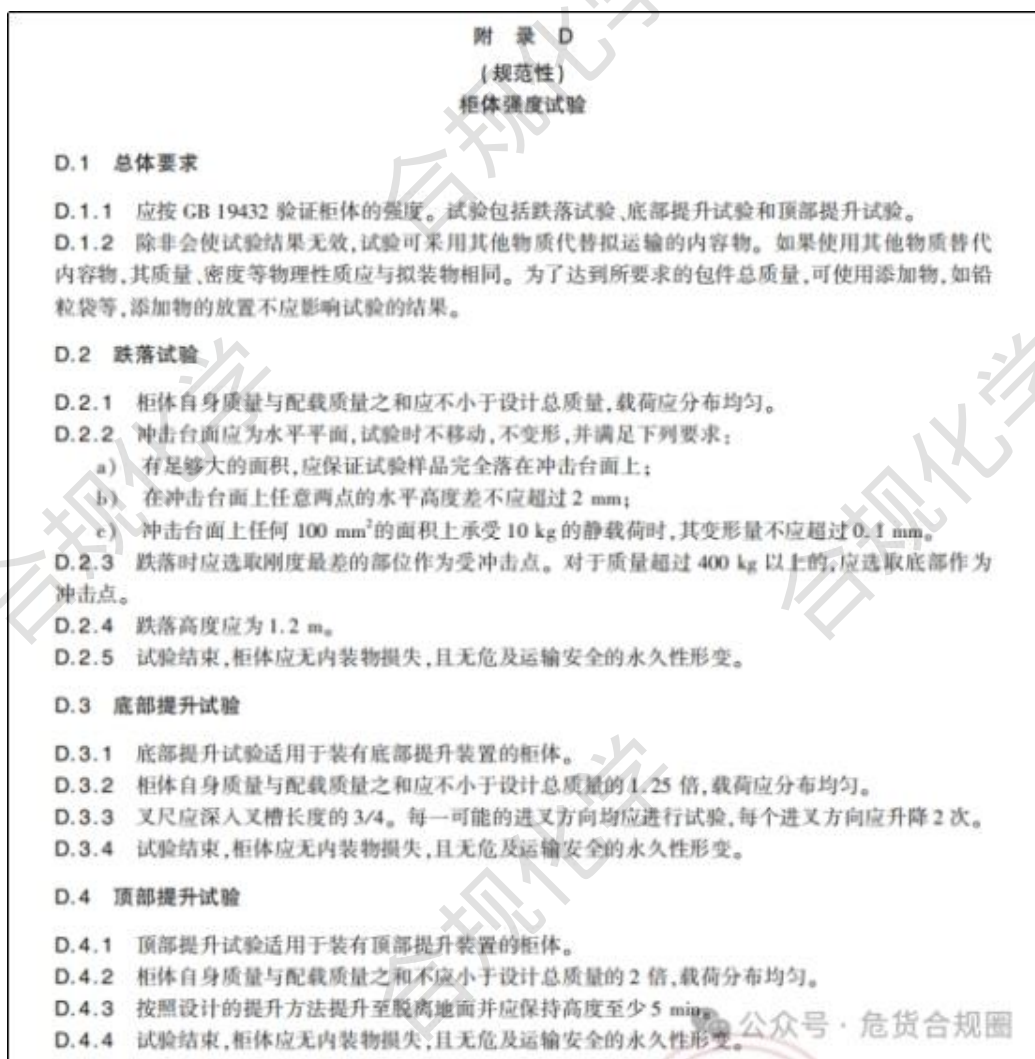 附 录 D
(规范性)
柜体强度试验
D.1 总体要求
D.1.1 应按 GB 19432 验证柜体的强度。试验包括跌落试验、底部提升试验和顶部提升试验。
D.1.2 除非会使试验结果无效,试验可采用其他物质代替拟运输的内容物。如果使用其他物质替代
内容物,其质量、密度等物理性质应与拟装物相同。为了达到所要求的包件总质量,可使用添加物,如铅
粒袋等,添加物的放置不应影响试验的结果。
D.2 跌落试验
D.2.1 柜体自身质量与配载质量之和应不小于设计总质量,载荷应分布均匀。
D.2.2 冲击台面应为水平平面,试验时不移动,不变形,并满足下列要求:
a) 有足够大的面积,应保证试验样品完全落在冲击台面上;
b) 在冲击台面上任意两点的水平高度差不应超过 2 mm;
c) 冲击台面上任何 100 mm²的面积上承受 10 kg 的静载荷时,其变形量不应超过 0.1 mm。
D.2.3 跌落时应选取刚度最差的部位作为受冲击点。对于质量超过 400 kg 以上的,应选取底部作为
冲击点。
D.2.4 跌落高度应为 1.2 m。
D.2.5 试验结束,柜体应无内装物损失,且无危及运输安全的永久性形变。
D.3 底部提升试验
D.3.1 底部提升试验适用于装有底部提升装置的柜体。
D.3.2 柜体自身质量与配载质量之和应不小于设计总质量的 1.25 倍,载荷应分布均匀。
D.3.3 叉尺应深入叉槽长度的 3/4。每一可能的进叉方向均应进行试验,每个进叉方向应升降 2 次。
D.3.4 试验结束,柜体应无内装物损失,且无危及运输安全的永久性形变。
D.4 顶部提升试验
D.4.1 顶部提升试验适用于装有顶部提升装置的柜体。
D.4.2 柜体自身质量与配载质量之和不应小于设计总质量的 2 倍,载荷分布均匀。
D.4.3 按照设计的提升方法提升至脱离地面并应保持高度至少 5 min。
D.4.4 试验结束,柜体应无内装物损失,且无危及运输安全的永久性形变。
公众号·危货合规圈
合规化学
合规化学
合规化学
合规化学